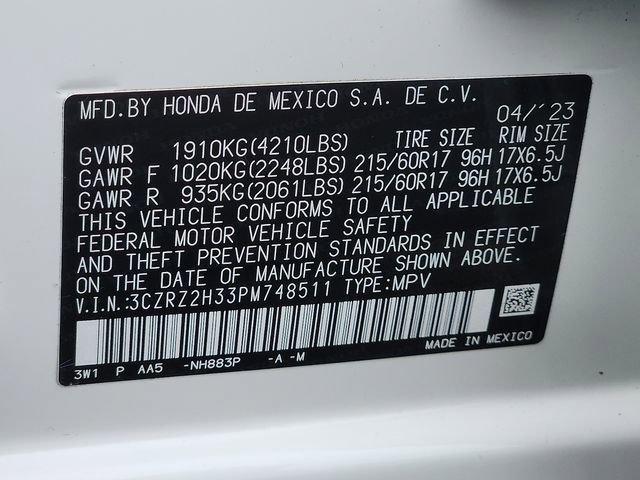 MFD.BY HONDA DE MEXICO S.A. DE C.V. 04/'23
GVWR 1910KG(4210LBS) TIRE SIZE RIM SIZE
GAWR F 1020KG(2248LBS) 215/60R17 96H 17X6.5J
GAWR R 935KG(2061LBS) 215/60R17 96H 17X6.5J
THIS VEHICLE CONFORMS TO ALL APPLICABLE
FEDERAL MOTOR VEHICLE SAFETY
AND THEFT PREVENTION STANDARDS IN EFFECT
ON THE DATE OF MANUFACTURE SHOWN ABOVE.
V.I.N.:3CZRZ2H33PM748511 TYPE:MPV
3W1 P AA5 -NH883P -A -M MADE IN MEXICO